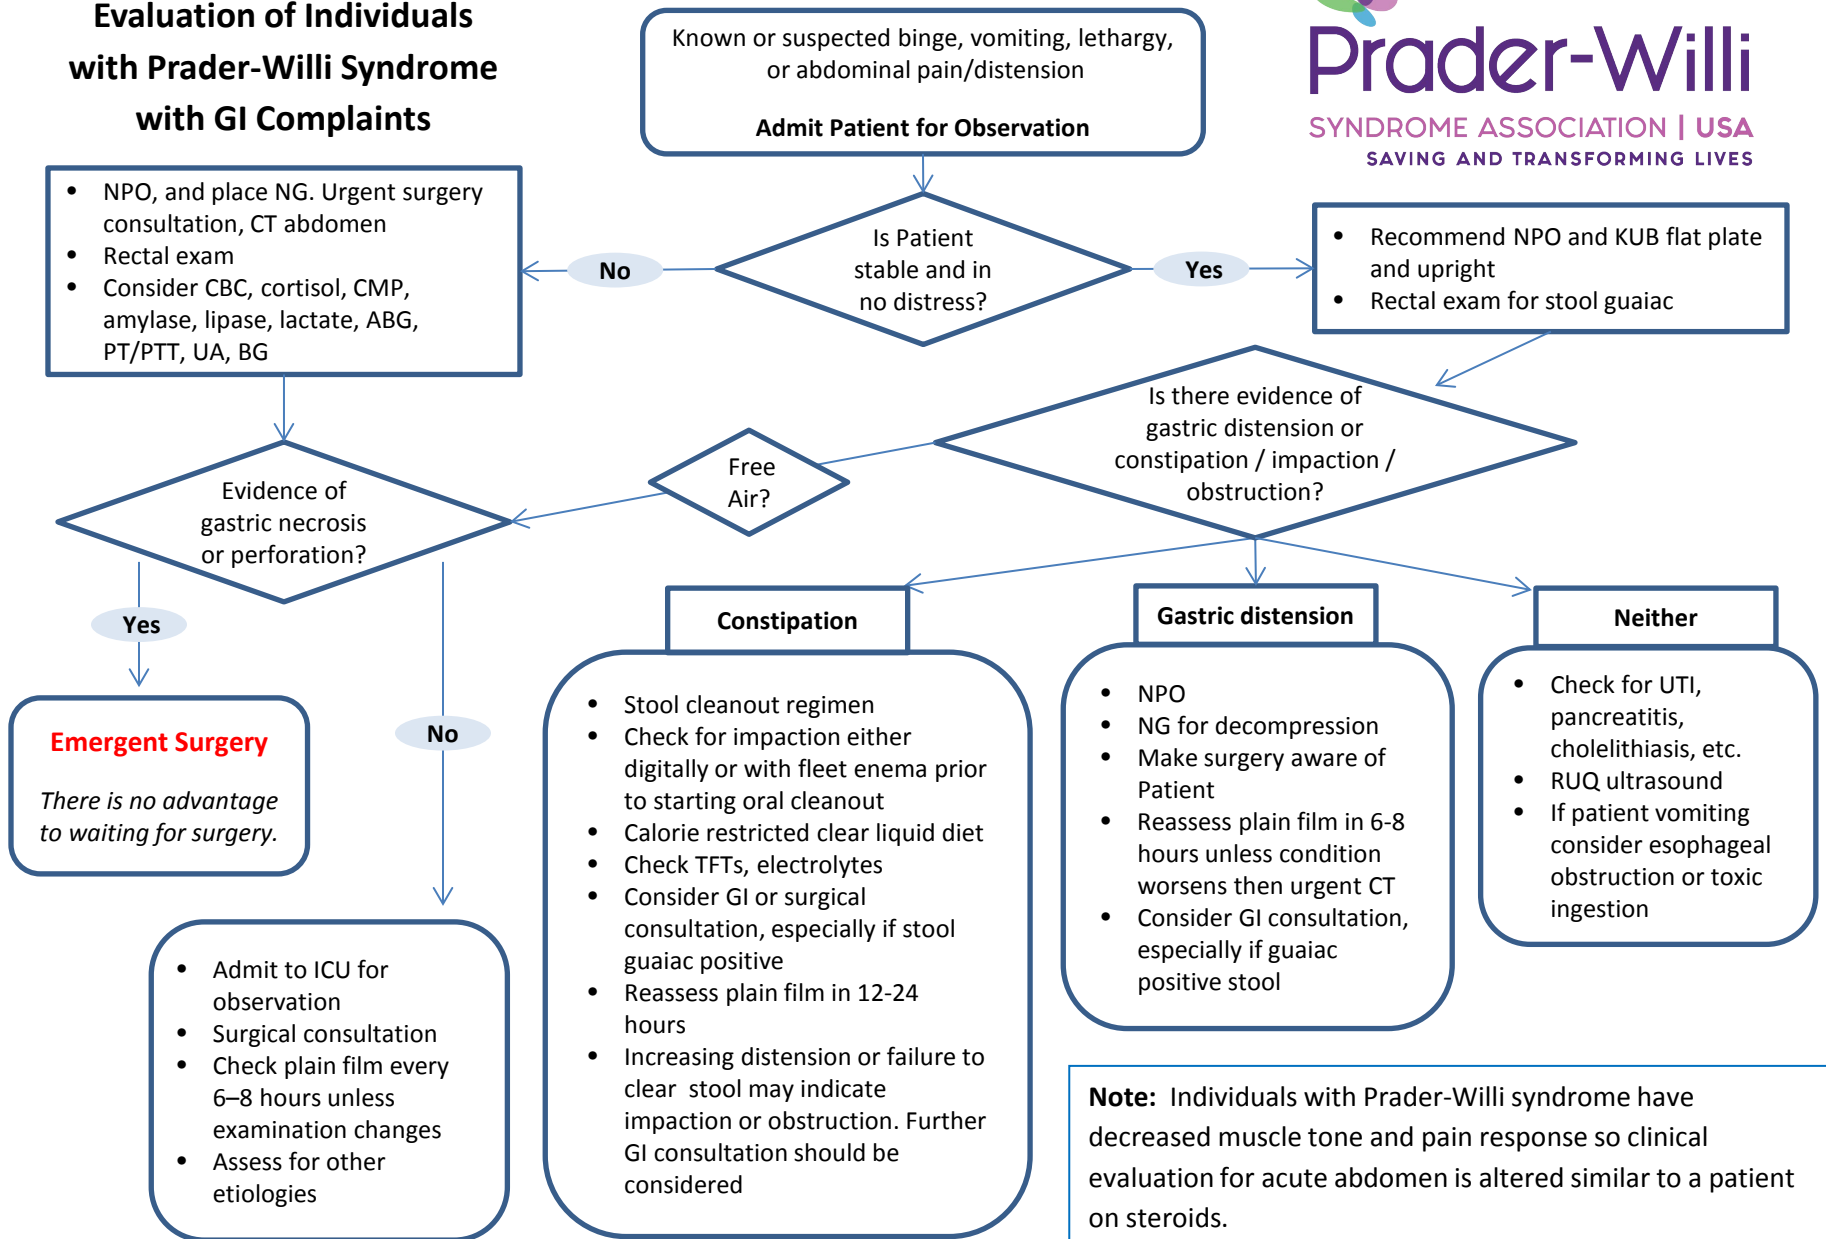 Evaluation of Individuals
with Prader-Willi Syndrome
with GI Complaints
Known or suspected binge, vomiting, lethargy,
or abdominal pain/distension
Admit Patient for Observation
Prader-Willi
SYNDROME ASSOCIATION | USA
SAVING AND TRANSFORMING LIVES
• NPO, and place NG. Urgent surgery
consultation, CT abdomen
• Rectal exam
• Consider CBC, cortisol, CMP,
amylase, lipase, lactate, ABG,
PT/PTT, UA, BG
No
Is Patient
stable and in
no distress?
Yes
• Recommend NPO and KUB flat plate
and upright
• Rectal exam for stool guaiac
Is there evidence of
gastric distension or
constipation / impaction /
obstruction?
Free
Air?
Evidence of
gastric necrosis
or perforation?
Yes
No
Emergent Surgery
There is no advantage
to waiting for surgery.
• Admit to ICU for
observation
• Surgical consultation
• Check plain film every
6–8 hours unless
examination changes
• Assess for other
etiologies
Constipation
• Stool cleanout regimen
• Check for impaction either
digitally or with fleet enema prior
to starting oral cleanout
• Calorie restricted clear liquid diet
• Check TFTs, electrolytes
• Consider GI or surgical
consultation, especially if stool
guaiac positive
• Reassess plain film in 12-24
hours
• Increasing distension or failure to
clear stool may indicate
impaction or obstruction. Further
GI consultation should be
considered
Gastric distension
• NPO
• NG for decompression
• Make surgery aware of
Patient
• Reassess plain film in 6-8
hours unless condition
worsens then urgent CT
• Consider GI consultation,
especially if guaiac
positive stool
Neither
• Check for UTI,
pancreatitis,
cholelithiasis, etc.
• RUQ ultrasound
• If patient vomiting
consider esophageal
obstruction or toxic
ingestion
Note: Individuals with Prader-Willi syndrome have
decreased muscle tone and pain response so clinical
evaluation for acute abdomen is altered similar to a patient
on steroids.